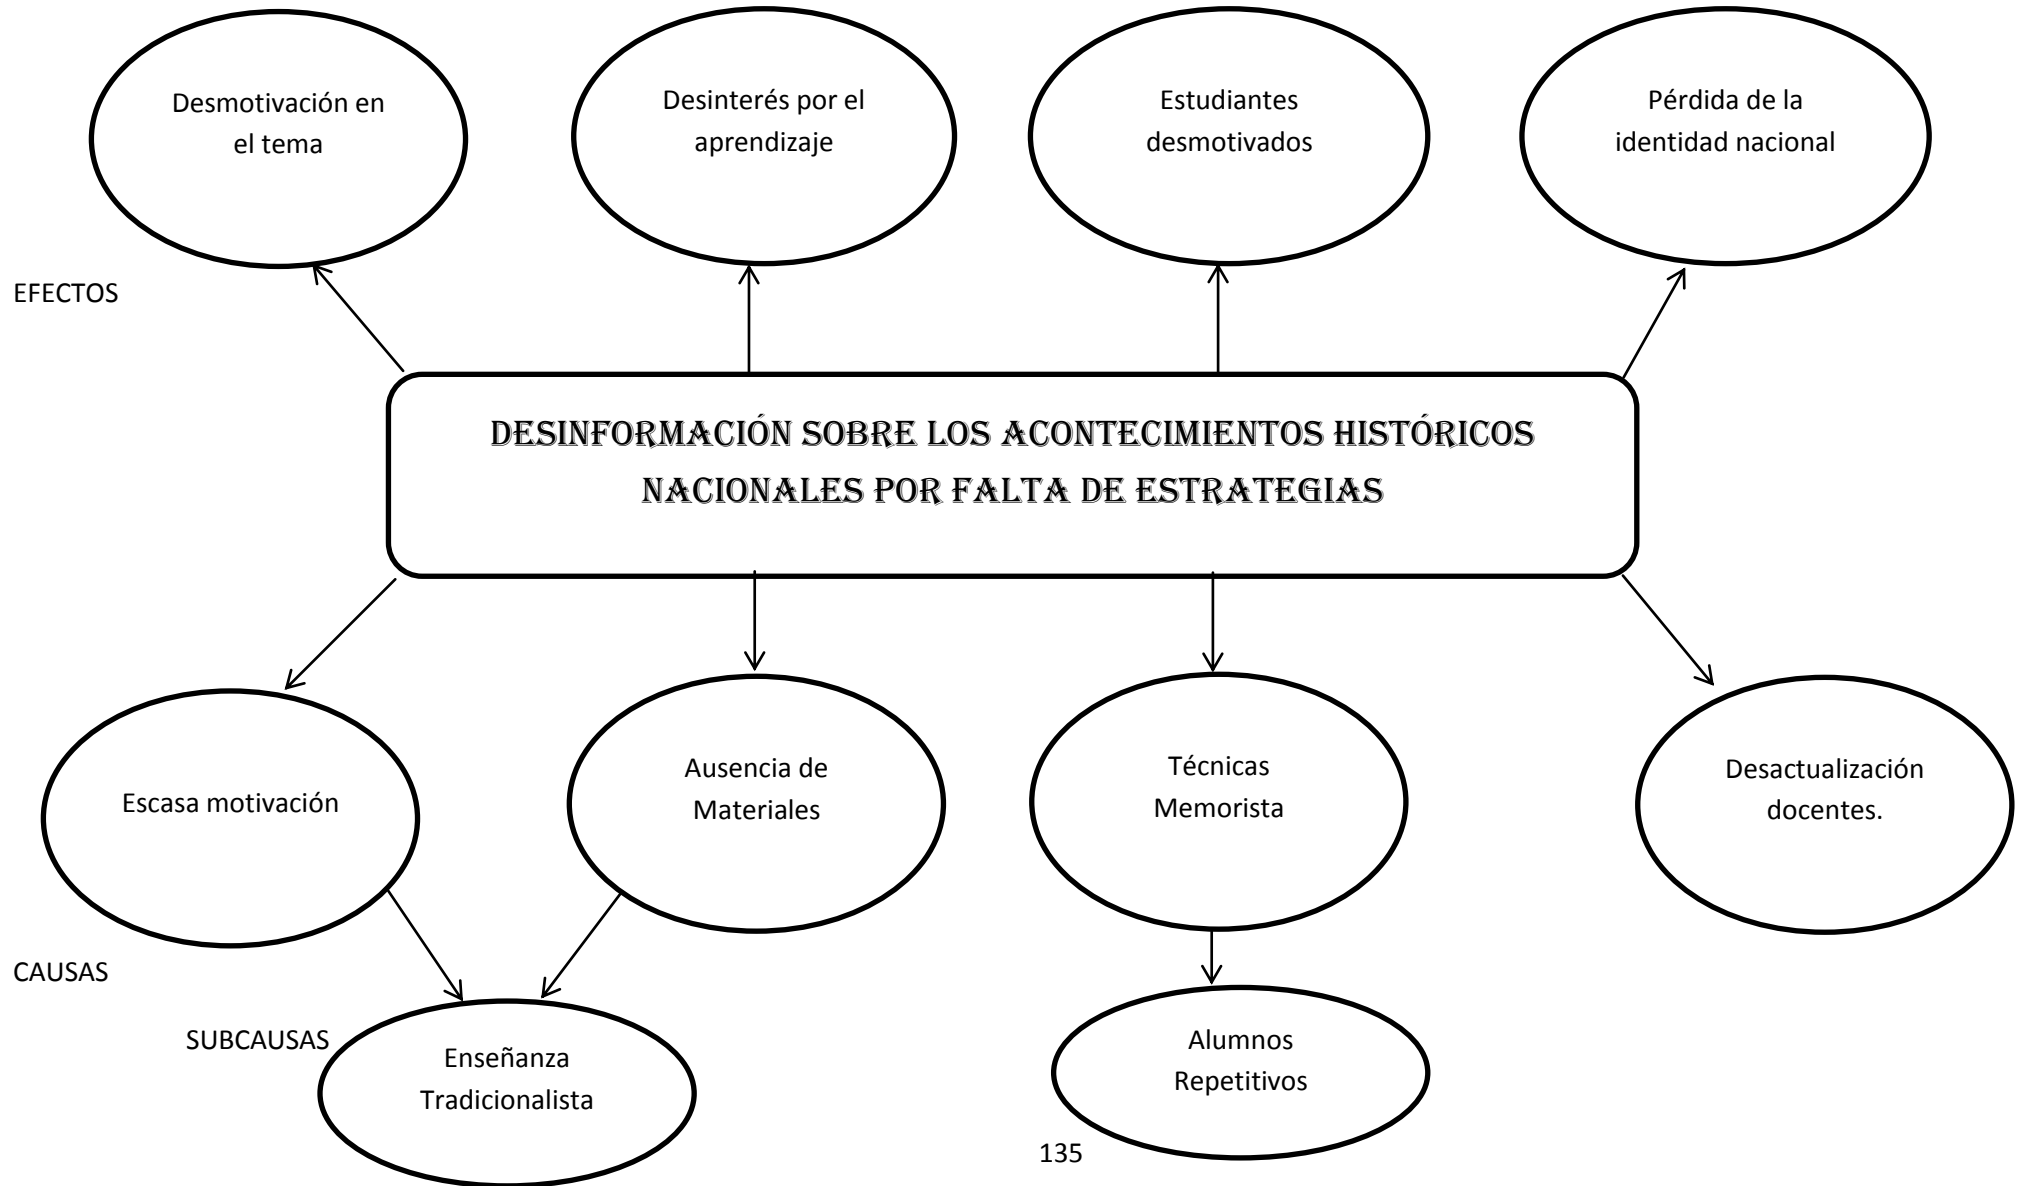 Desmotivación en
el tema
Desinterés por el
aprendizaje
Estudiantes
desmotivados
Pérdida de la
identidad nacional
EFECTOS
DESINFORMACIÓN SOBRE LOS ACONTECIMIENTOS HISTÓRICOS
NACIONALES POR FALTA DE ESTRATEGIAS
Escasa motivación
Ausencia de
Materiales
Técnicas
Memorista
Desactualización
docentes.
CAUSAS
SUBCAUSAS
Enseñanza
Tradicionalista
Alumnos
Repetitivos
135